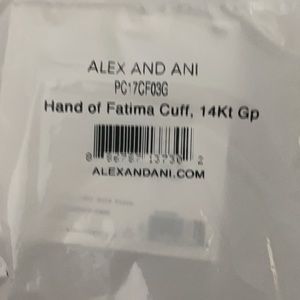 ALEX AND ANI
PC17CF03G
Hand of Fatima Cuff, 14Kt Gp
ALEXANDANI.COM